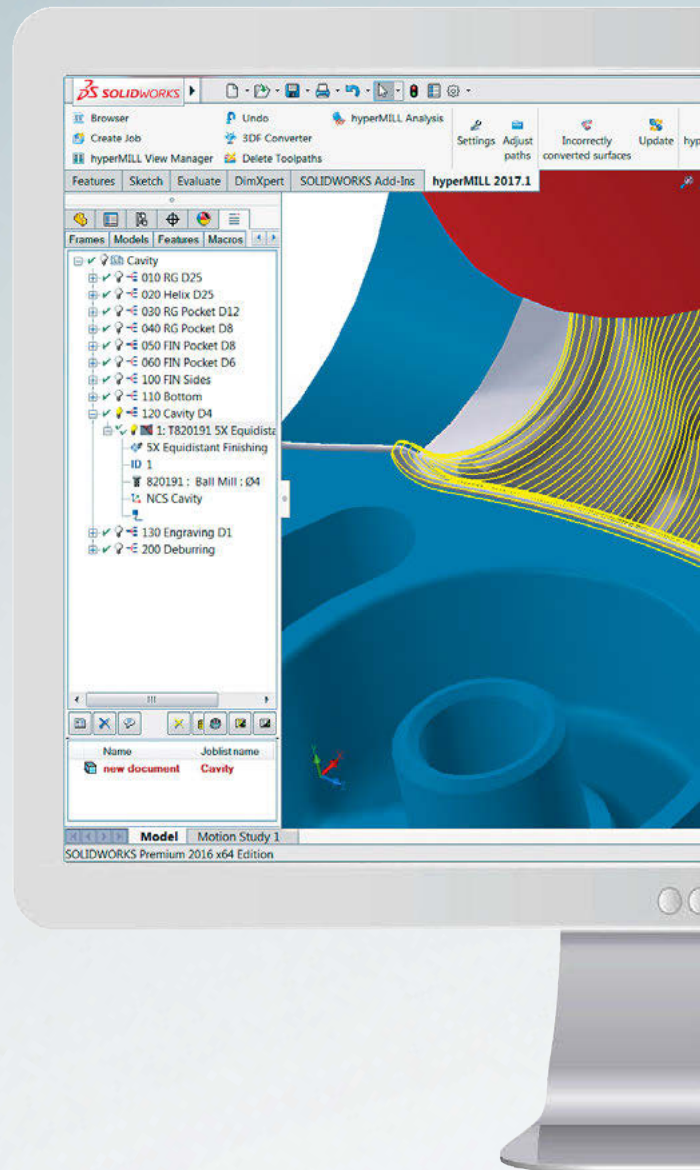 SOLIDWORKS
Browser
Undo
hyperMILL Analysis
Create Job
3DF Converter
hyperMILL View Manager
Delete Toolpaths
Settings
Adjust
paths
Incorrectly
converted surfaces
Update
Features
Sketch
Evaluate
DimXpert
SOLIDWORKS Add-Ins
hyperMILL 2017.1
Frames
Models
Features
Macros
Cavity
010 RG D25
020 Helix D25
030 RG Pocket D12
040 RG Pocket D8
050 FIN Pocket D8
060 FIN Pocket D6
100 FIN Sides
110 Bottom
120 Cavity D4
1: T820191 5X Equidista
5X Equidistant Finishing
ID 1
820191 : Ball Mill : Ø4
NCS Cavity
130 Engraving D1
200 Deburring
Name
Joblist name
new document
Cavity
Model
Motion Study 1
SOLIDWORKS Premium 2016 x64 Edition